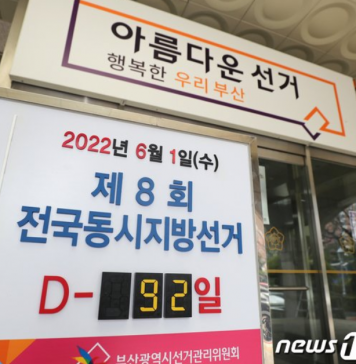 아름다운 선거
행복한 우리 부산
2022년 6월 1일(수)
제 8 회
전국동시지방선거
D-92일
부산광역시선거관리위원회
news1